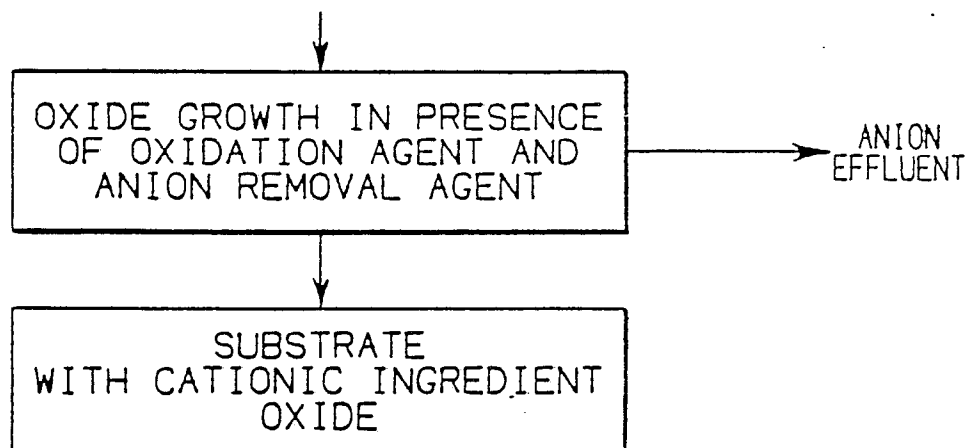 OXIDE GROWTH IN PRESENCE
OF OXIDATION AGENT AND
ANION REMOVAL AGENT
ANION
EFFLUENT
SUBSTRATE
WITH CATIONIC INGREDIENT
OXIDE